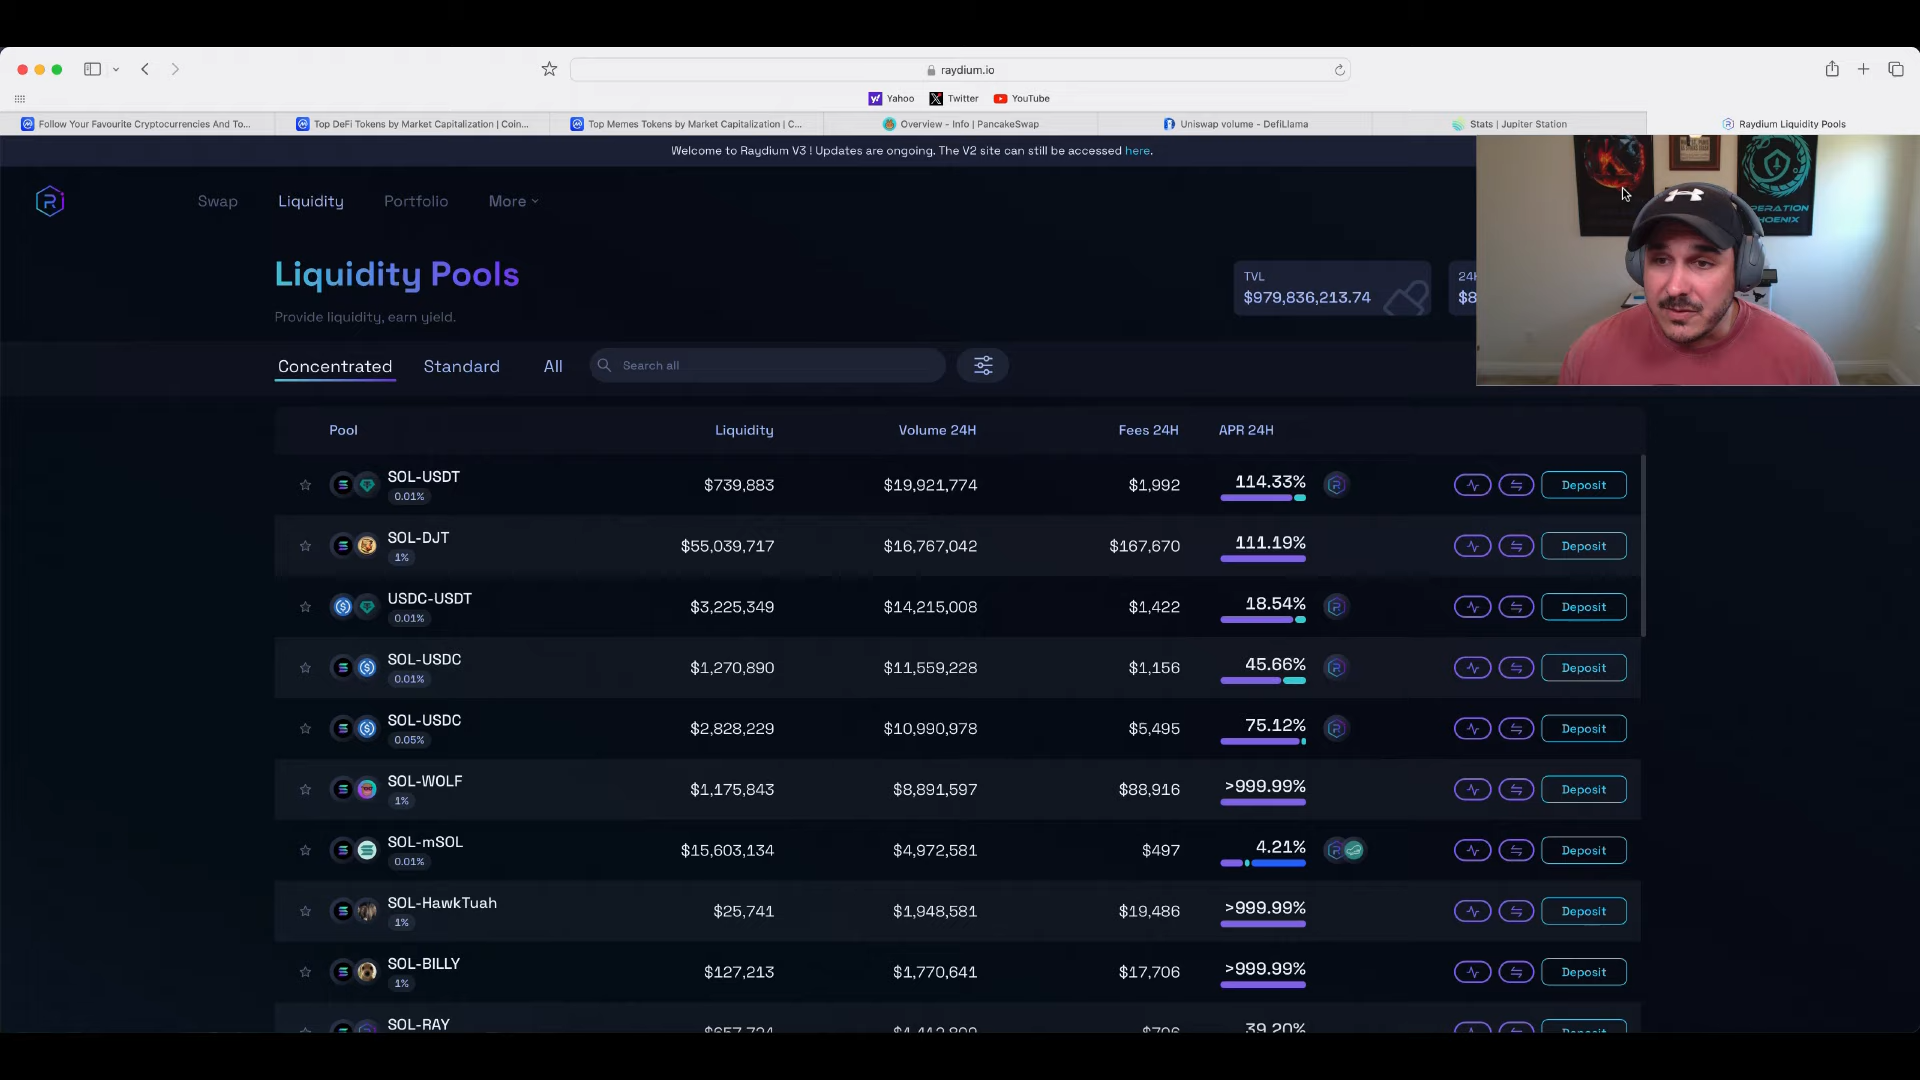 raydium.io
Yahoo
Twitter
YouTube
Follow Your Favourite Cryptocurrencies And To...
Top DeFi Tokens by Market Capitalization | Coin...
Top Memes Tokens by Market Capitalization | C...
Overview - Info | PancakeSwap
Uniswap volume - DefiLlama
Stats | Jupiter Station
Raydium Liquidity Pools
Welcome to Raydium V3 ! Updates are ongoing. The V2 site can still be accessed here.
Swap
Liquidity
Portfolio
More
PERATION
HOENIX
Liquidity Pools
Provide liquidity, earn yield.
TVL
$979,836,213.74
24H
$8
Concentrated
Standard
All
Search all
Pool Liquidity Volume 24H Fees 24H APR 24H
SOL-USDT 0.01% $739,883 $19,921,774 $1,992 114.33% Deposit
SOL-DJT 1% $55,039,717 $16,767,042 $167,670 111.19% Deposit
USDC-USDT 0.01% $3,225,349 $14,215,008 $1,422 18.54% Deposit
SOL-USDC 0.01% $1,270,890 $11,559,228 $1,156 45.66% Deposit
SOL-USDC 0.05% $2,828,229 $10,990,978 $5,495 75.12% Deposit
SOL-WOLF 1% $1,175,843 $8,891,597 $88,916 >999.99% Deposit
SOL-mSOL 0.01% $15,603,134 $4,972,581 $497 4.21% Deposit
SOL-HawkTuah 1% $25,741 $1,948,581 $19,486 >999.99% Deposit
SOL-BILLY 1% $127,213 $1,770,641 $17,706 >999.99% Deposit
SOL-RAY 39.20%